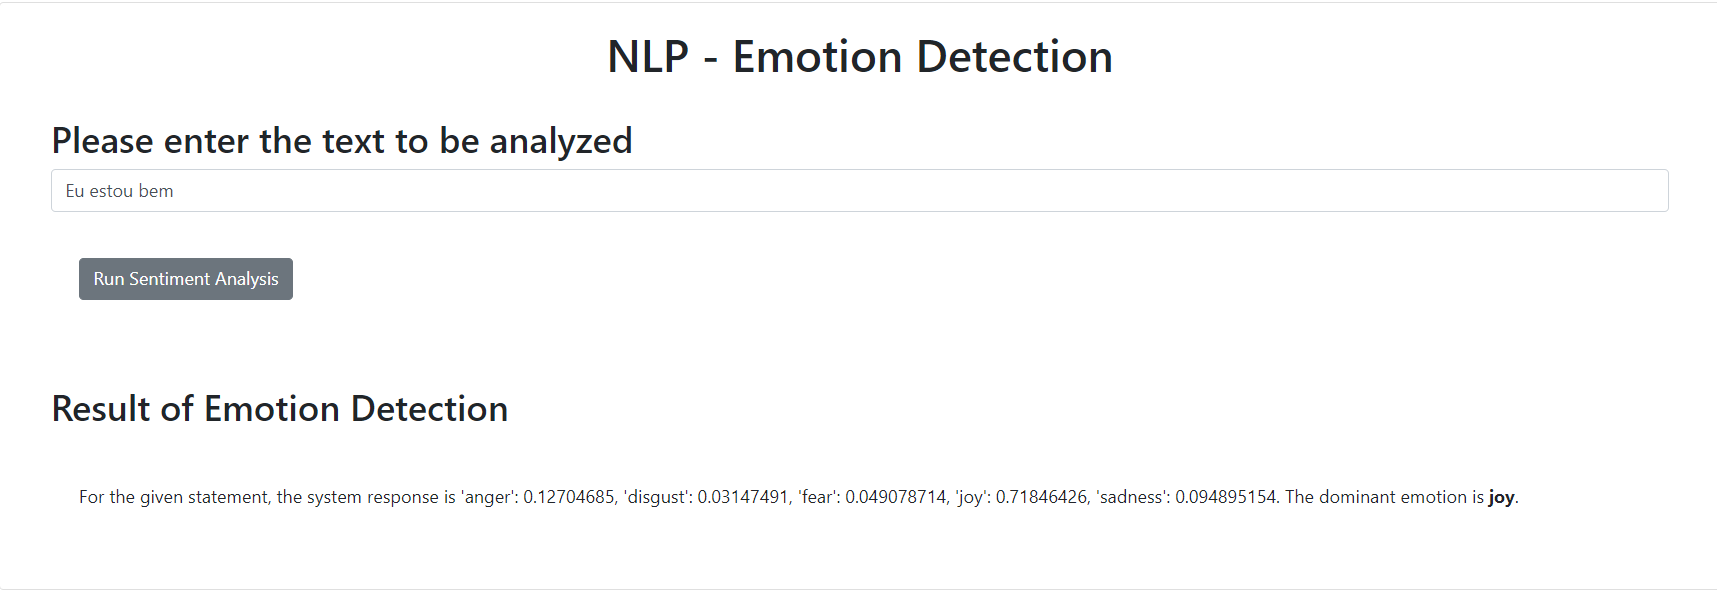 NLP - Emotion Detection
Please enter the text to be analyzed
Eu estou bem
Run Sentiment Analysis
Result of Emotion Detection
For the given statement, the system response is 'anger': 0.12704685, 'disgust': 0.03147491, 'fear': 0.049078714, 'joy': 0.71846426, 'sadness': 0.094895154. The dominant emotion is joy.